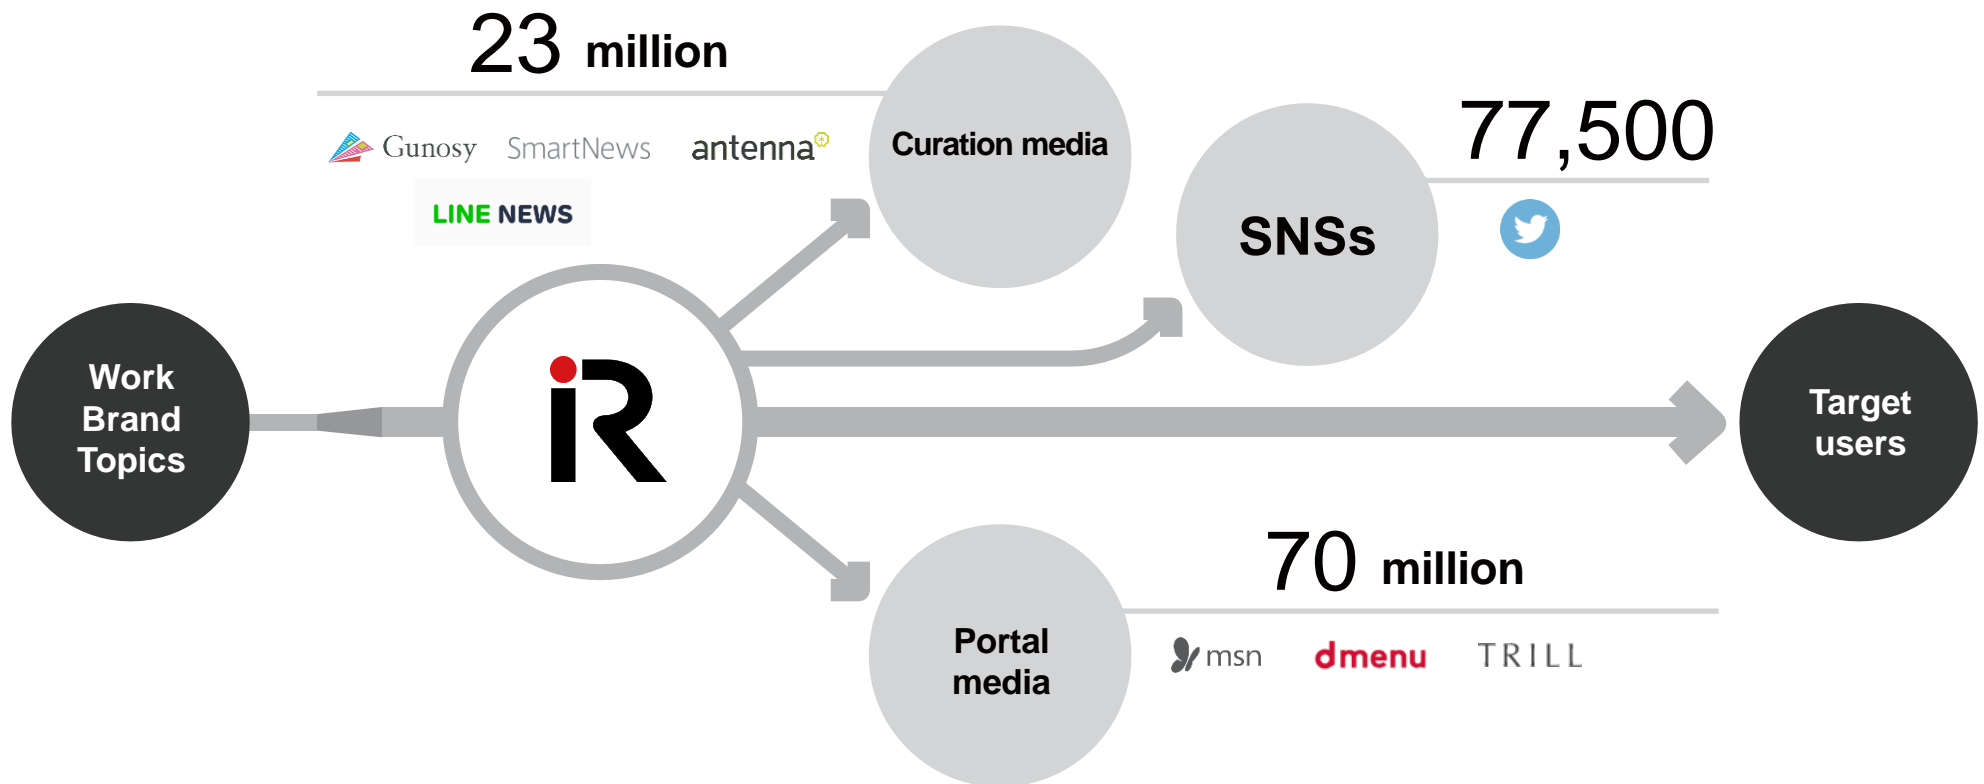 23 million
Gunosy SmartNews antenna
LINE NEWS
Curation media
77,500
SNSs
Work
Brand
Topics
iR
Target
users
70 million
Portal
media
msn dmenu TRILL